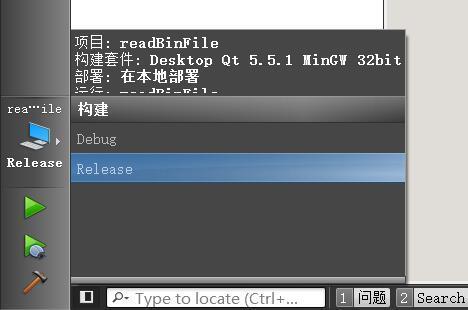 项目: readBinFile
构建套件: Desktop Qt 5.5.1 MinGW 32bit
部署: 在本地部署
运行: readBinFile
rea…ile
构建
Debug
Release
Release
Type to locate (Ctrl+...
1 问题
2 Search